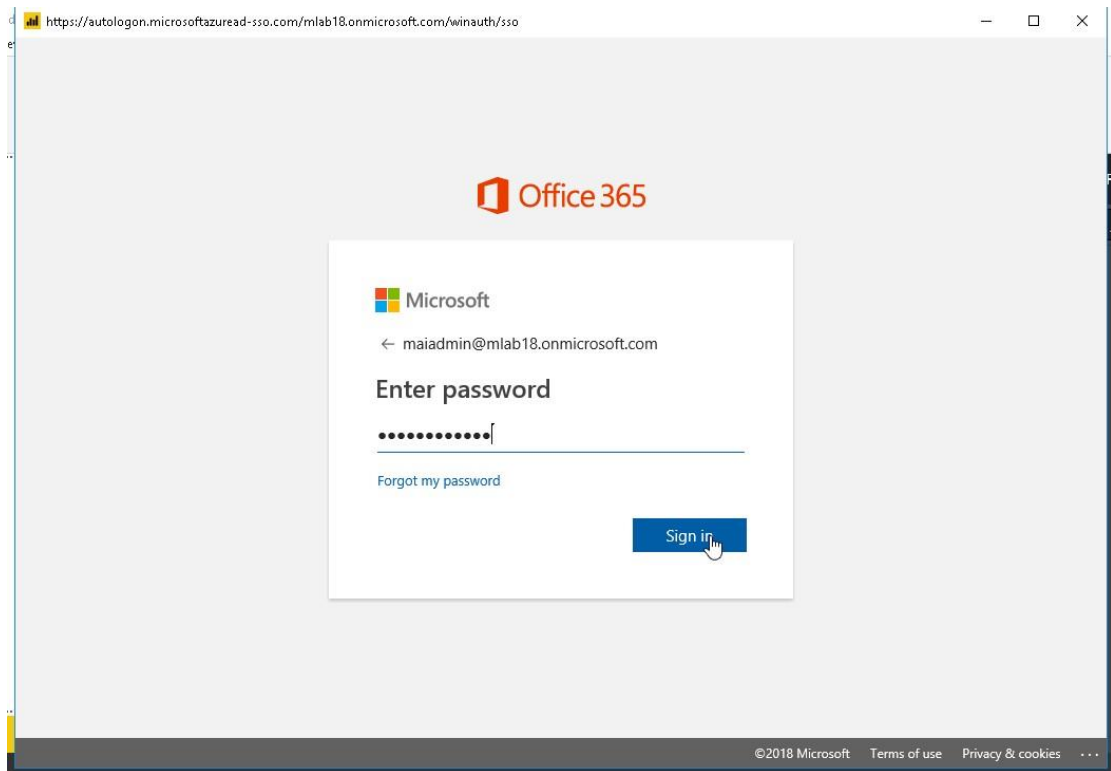 https://autologon.microsoftazuread-sso.com/mlab18.onmicrosoft.com/winauth/sso
Office 365
Microsoft
← maiadmin@mlab18.onmicrosoft.com
Enter password
••••••••••••
Forgot my password
Sign in
©2018 Microsoft Terms of use Privacy & cookies ...